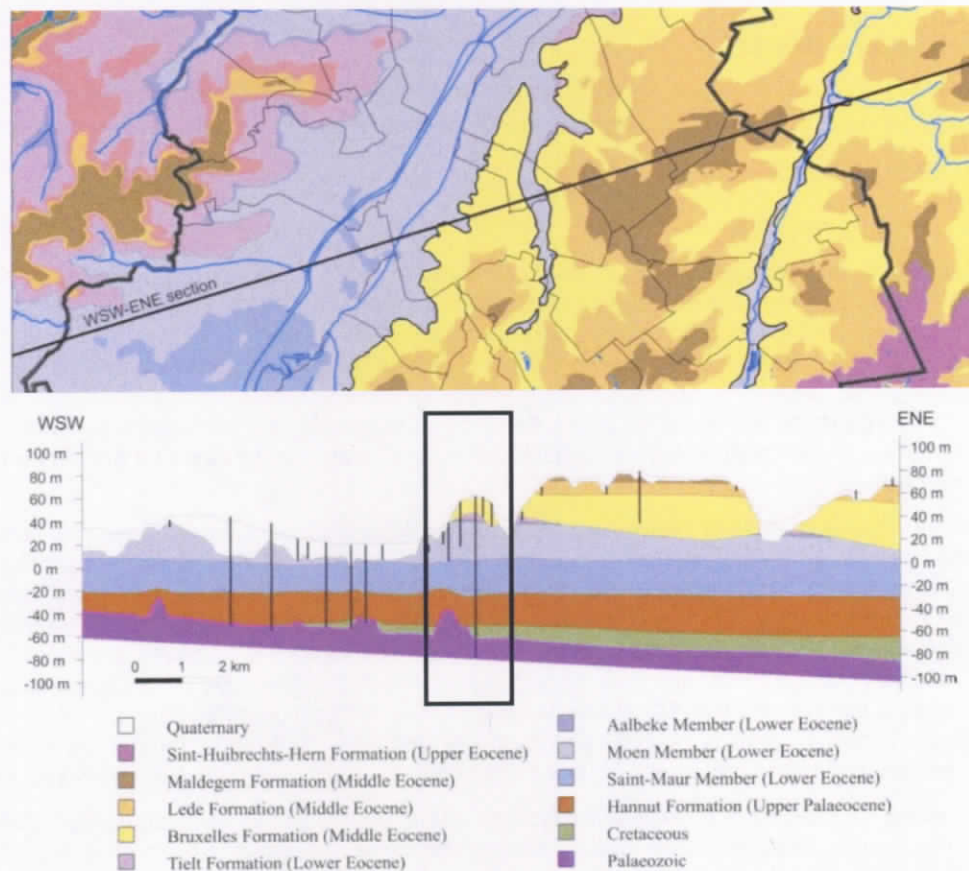 WSW-ENE section
WSW
ENE
100 m
80 m
60 m
40 m
20 m
0 m
-20 m
-40 m
-60 m
-80 m
-100 m
100 m
80 m
60 m
40 m
20 m
0 m
-20 m
-40 m
-60 m
-80 m
-100 m
0 1 2 km
Quaternary
Sint-Huibrechts-Hern Formation (Upper Eocene)
Maldegem Formation (Middle Eocene)
Lede Formation (Middle Eocene)
Bruxelles Formation (Middle Eocene)
Tielt Formation (Lower Eocene)
Aalbeke Member (Lower Eocene)
Moen Member (Lower Eocene)
Saint-Maur Member (Lower Eocene)
Hannut Formation (Upper Palaeocene)
Cretaceous
Palaeozoic